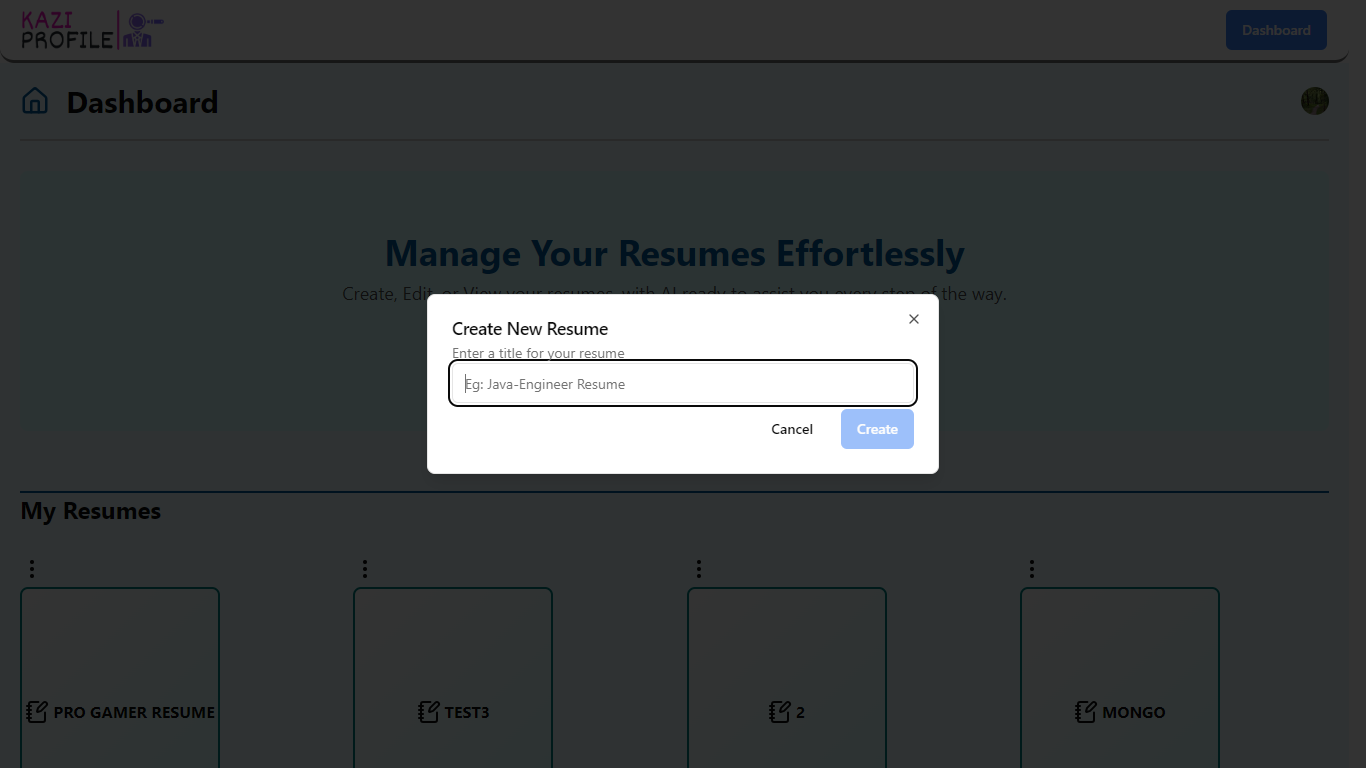 KAZI
PROFILE
Dashboard
Dashboard
Manage Your Resumes Effortlessly
Create, Edit, or View your resumes, with AI ready to assist you every step of the way.
Create New Resume
Enter a title for your resume
Eg: Java-Engineer Resume
Cancel
Create
My Resumes
PRO GAMER RESUME
TEST3
2
MONGO